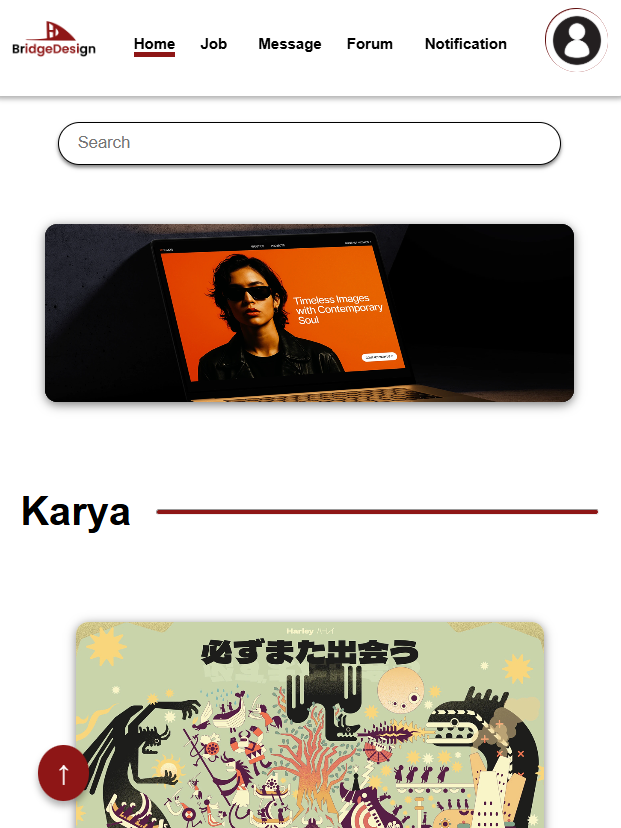 BridgeDesign
Home
Job
Message
Forum
Notification
Search
Timeless Images
with Contemporary
Soul
Karya
Harley
必ずまた出会う
↑